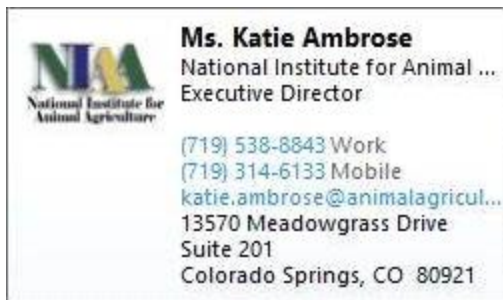 NIAA
National Institute for
Animal Agriculture
Ms. Katie Ambrose
National Institute for Animal ...
Executive Director
(719) 538-8843 Work
(719) 314-6133 Mobile
katie.ambrose@animalagricul...
13570 Meadowgrass Drive
Suite 201
Colorado Springs, CO 80921